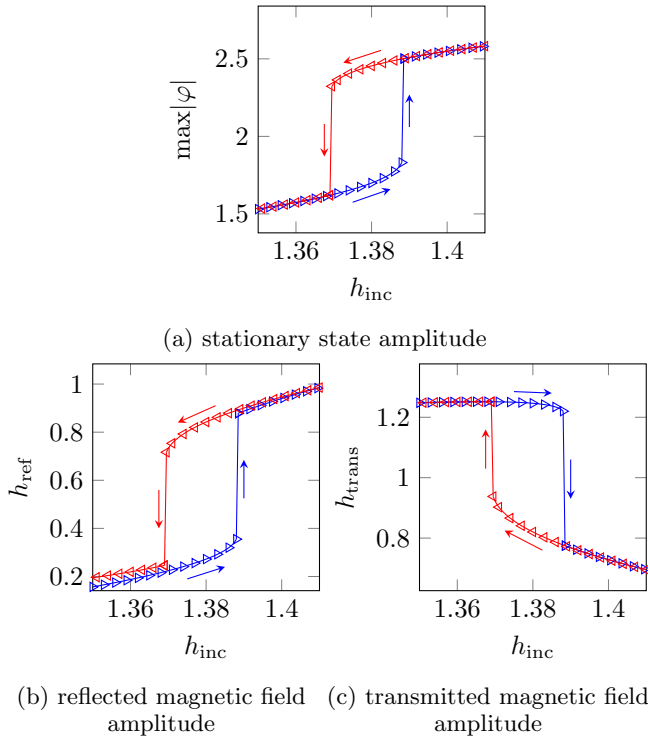 2.5
2
1.5
max|φ|
1.36 1.38 1.4
h_inc
(a) stationary state amplitude
1
0.8
0.6
0.4
0.2
h_ref
1.36 1.38 1.4
h_inc
1.2
1
0.8
h_trans
1.36 1.38 1.4
h_inc
(b) reflected magnetic field
amplitude
(c) transmitted magnetic field
amplitude